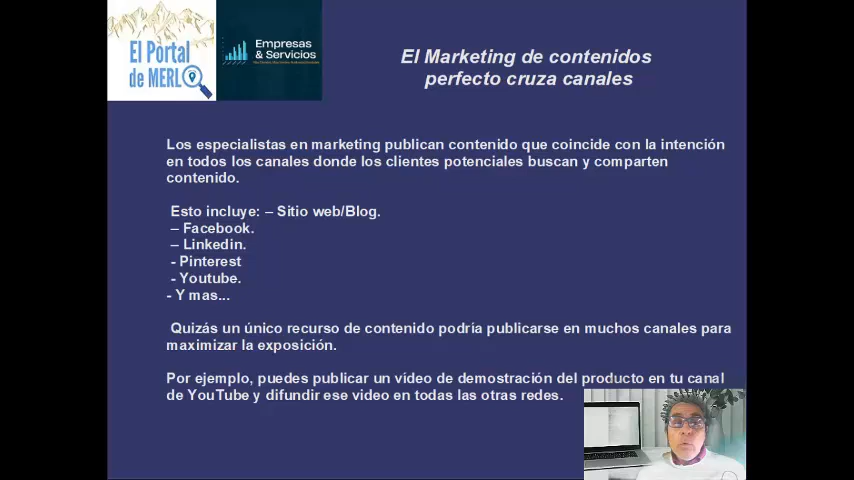 El Portal
de MERLO
Empresas
& Servicios
El Marketing de contenidos
perfecto cruza canales
Los especialistas en marketing publican contenido que coincide con la intención
en todos los canales donde los clientes potenciales buscan y comparten
contenido.
Esto incluye: – Sitio web/Blog.
– Facebook.
– Linkedin.
- Pinterest
- Youtube.
- Y mas...
Quizás un único recurso de contenido podría publicarse en muchos canales para
maximizar la exposición.
Por ejemplo, puedes publicar un vídeo de demostración del producto en tu canal
de YouTube y difundir ese video en todas las otras redes.